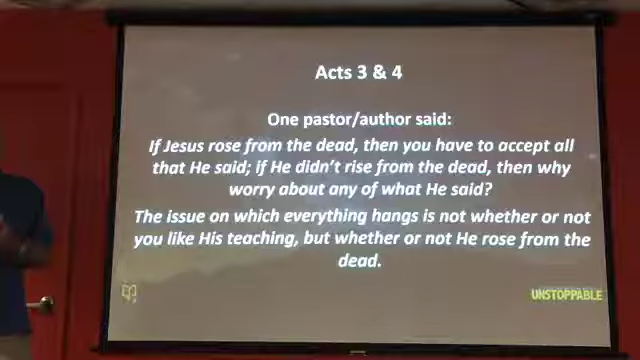 Acts 3 & 4
One pastor/author said:
If Jesus rose from the dead, then you have to accept all
that He said; if He didn't rise from the dead, then why
worry about any of what He said?
The issue on which everything hangs is not whether or not
you like His teaching, but whether or not He rose from the
dead.
UNSTOPPABLE